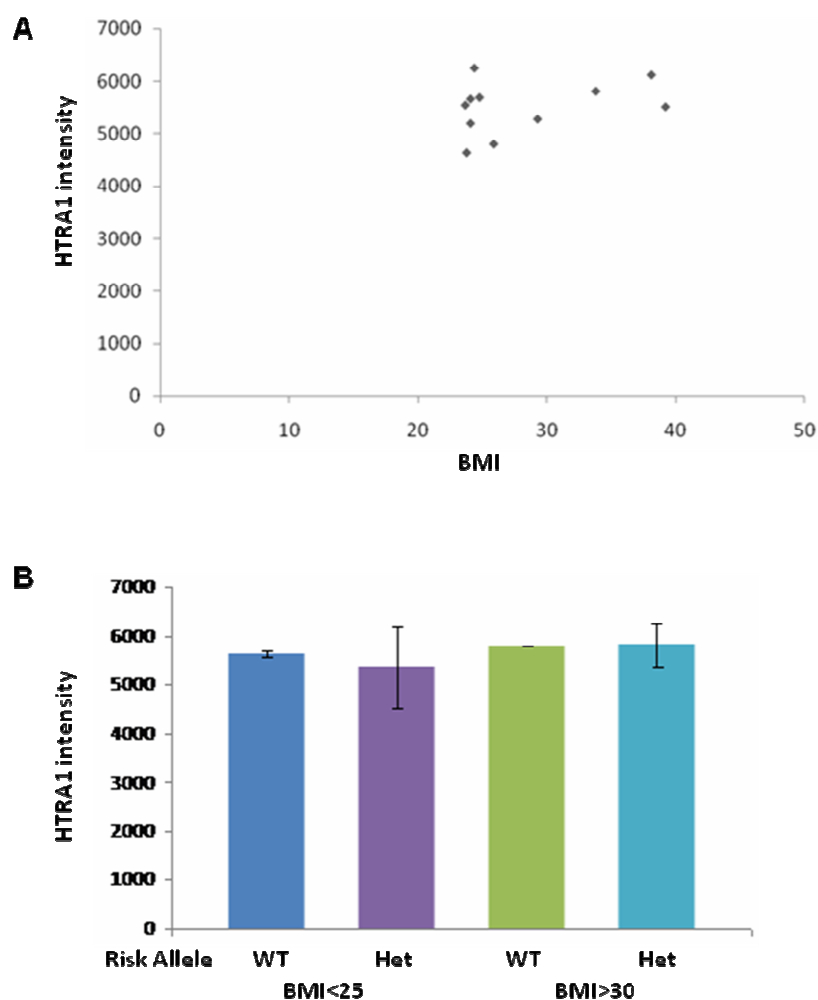 A
7000
6000
5000
4000
3000
2000
1000
0
HTRA1 intensity
0 10 20 30 40 50
BMI
B
7000
6000
5000
4000
3000
2000
1000
0
HTRA1 intensity
Risk Allele WT Het WT Het
BMI<25 BMI>30